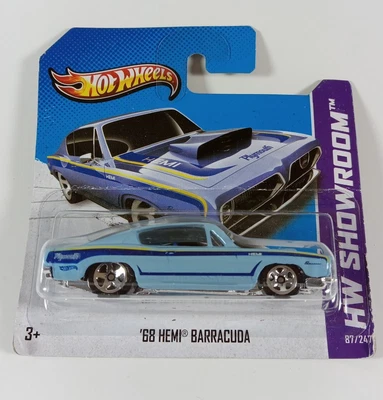 HOT WHEELS
HEMI
Plymouth
HW SHOWROOM™
Plymouth
3+
'68 HEMI® BARRACUDA
87/247